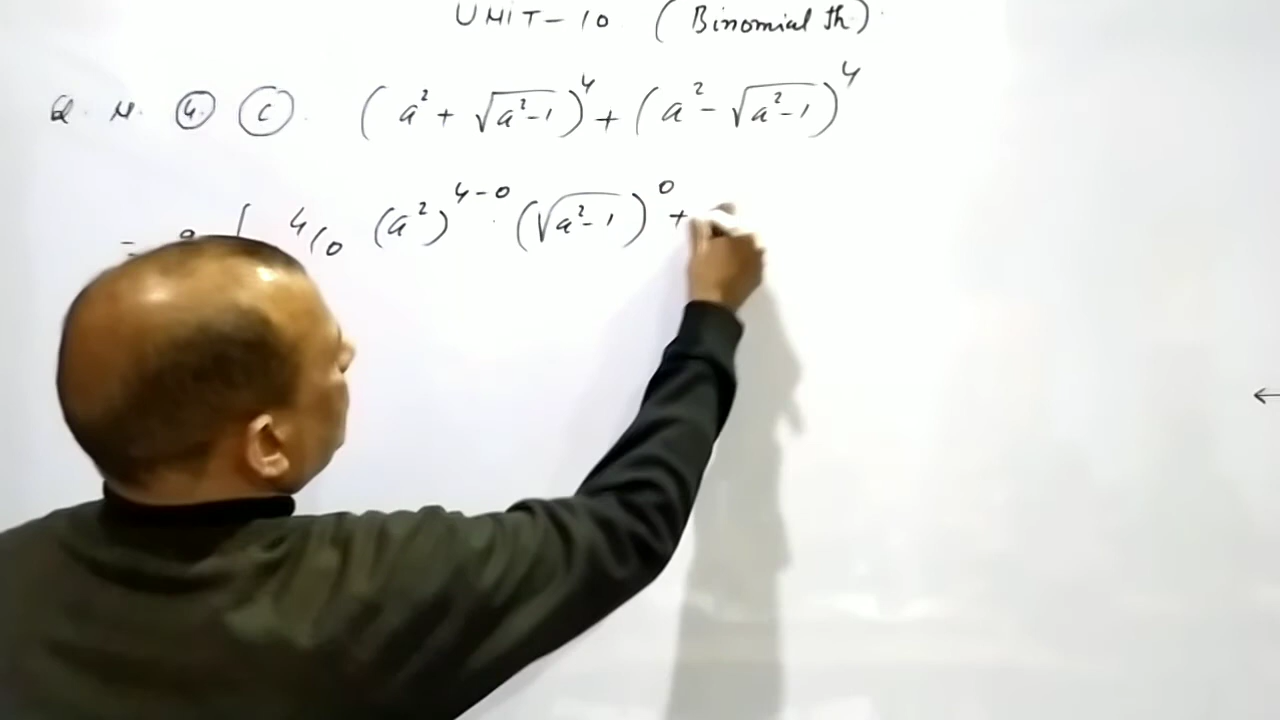 UNIT-10 (Binomial th.)
Q. N. 4. C (a² + √(a²-1))⁴ + (a² - √(a²-1))⁴
= [ ⁴C₀ (a²)⁴⁻⁰ · (√(a²-1))⁰ +